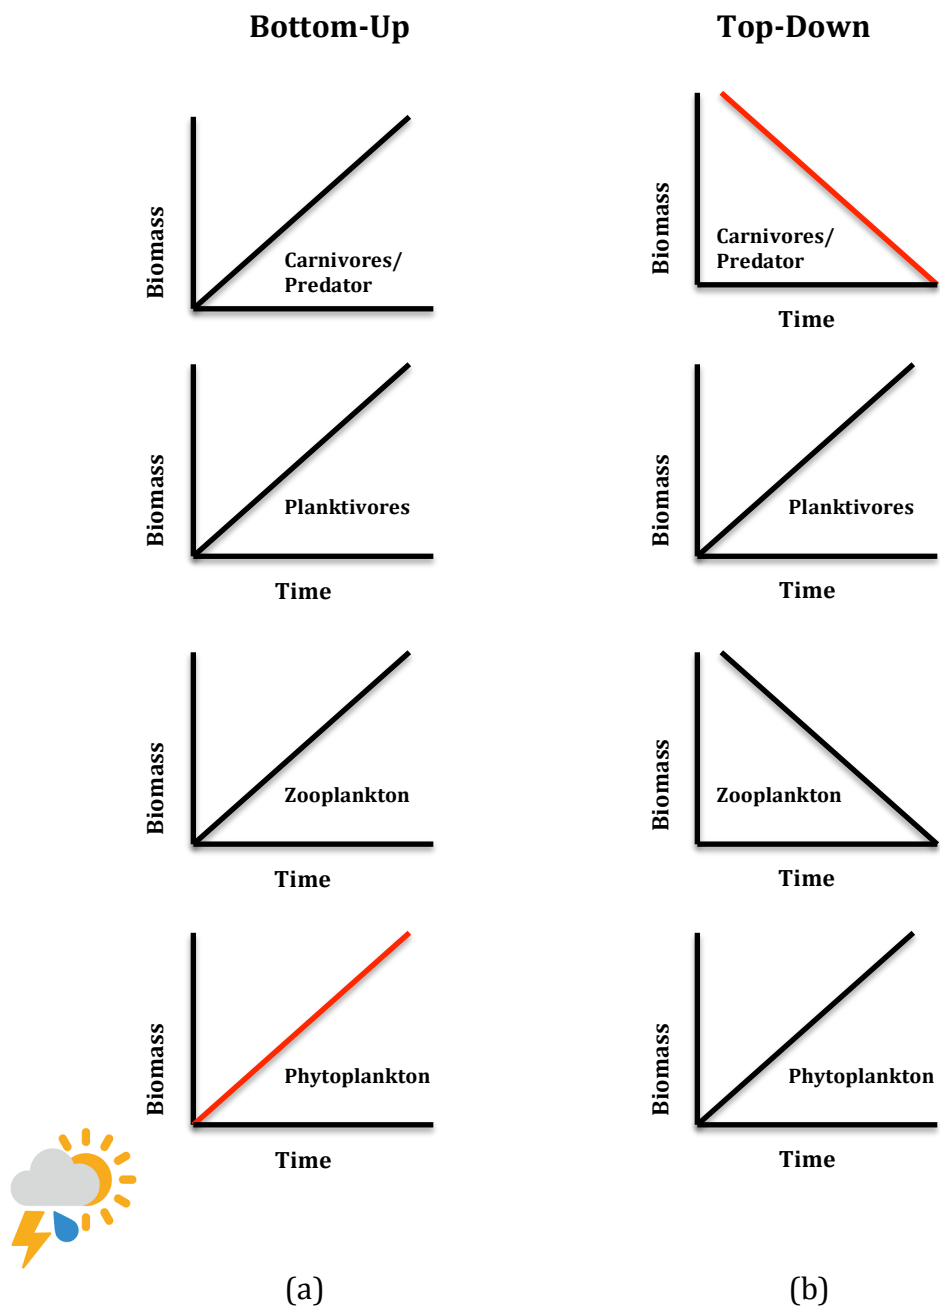 Bottom-Up
Top-Down
Biomass
Carnivores/
Predator
Biomass
Carnivores/
Predator
Time
Biomass
Planktivores
Time
Biomass
Planktivores
Time
Biomass
Zooplankton
Time
Biomass
Zooplankton
Time
Biomass
Phytoplankton
Time
Biomass
Phytoplankton
Time
(a)
(b)